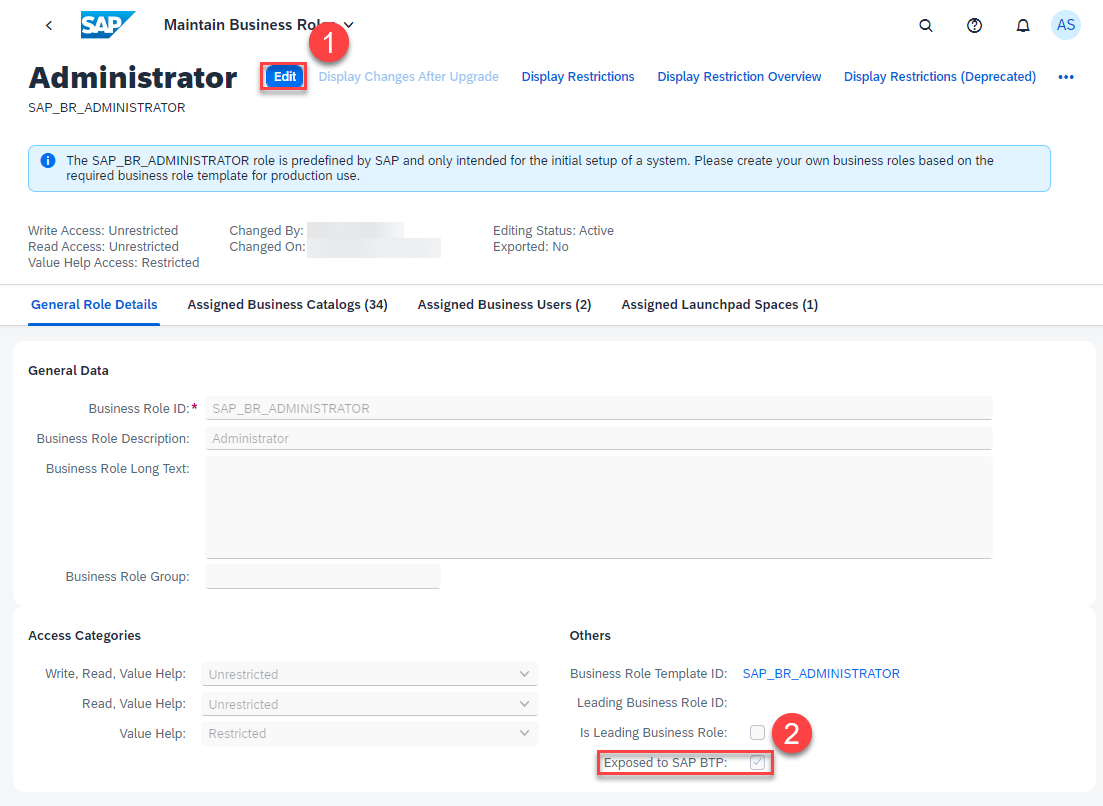 SAP Maintain Business Roles AS
1
Administrator Edit Display Changes After Upgrade Display Restrictions Display Restriction Overview Display Restrictions (Deprecated) •••
SAP_BR_ADMINISTRATOR
The SAP_BR_ADMINISTRATOR role is predefined by SAP and only intended for the initial setup of a system. Please create your own business roles based on the
required business role template for production use.
Write Access: Unrestricted Changed By: Editing Status: Active
Read Access: Unrestricted Changed On: Exported: No
Value Help Access: Restricted
General Role Details Assigned Business Catalogs (34) Assigned Business Users (2) Assigned Launchpad Spaces (1)
General Data
Business Role ID:* SAP_BR_ADMINISTRATOR
Business Role Description: Administrator
Business Role Long Text:
Business Role Group:
Access Categories Others
Write, Read, Value Help: Unrestricted Business Role Template ID: SAP_BR_ADMINISTRATOR
Read, Value Help: Unrestricted Leading Business Role ID:
Value Help: Restricted Is Leading Business Role: 2
Exposed to SAP BTP: